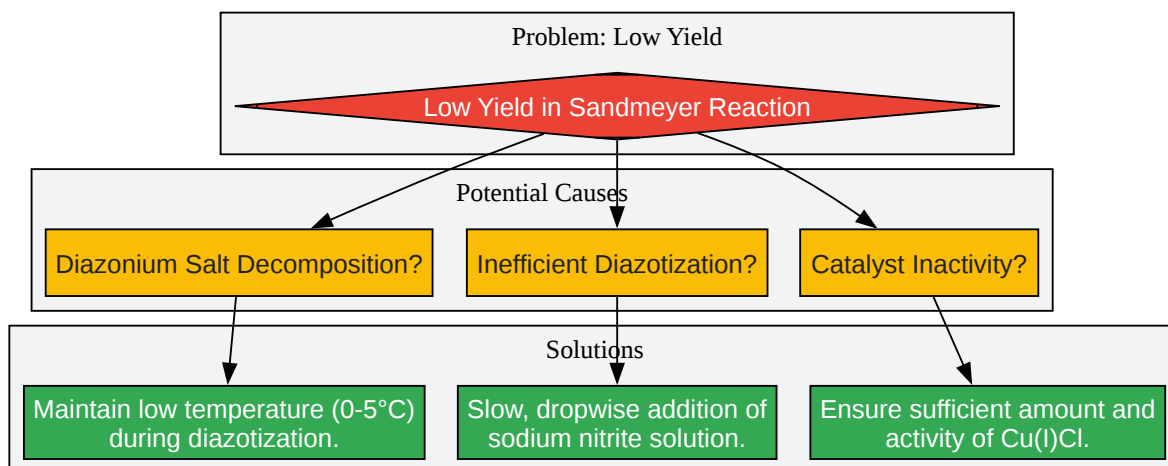 Problem: Low Yield
Low Yield in Sandmeyer Reaction
Potential Causes
Diazonium Salt Decomposition?
Inefficient Diazotization?
Catalyst Inactivity?
Solutions
Maintain low temperature (0-5°C)
during diazotization.
Slow, dropwise addition of
sodium nitrite solution.
Ensure sufficient amount and
activity of Cu(I)Cl.